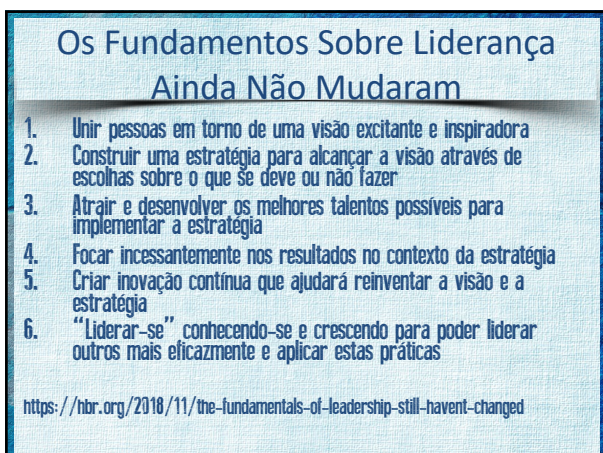 Os Fundamentos Sobre Liderança
Ainda Não Mudaram
1. Unir pessoas em torno de uma visão excitante e inspiradora
2. Construir uma estratégia para alcançar a visão através de
escolhas sobre o que se deve ou não fazer
3. Atrair e desenvolver os melhores talentos possíveis para
implementar a estratégia
4. Focar incessantemente nos resultados no contexto da estratégia
5. Criar inovação contínua que ajudará reinventar a visão e a
estratégia
6. “Liderar-se” conhecendo-se e crescendo para poder liderar
outros mais eficazmente e aplicar estas práticas
https://hbr.org/2018/11/the-fundamentals-of-leadership-still-havent-changed